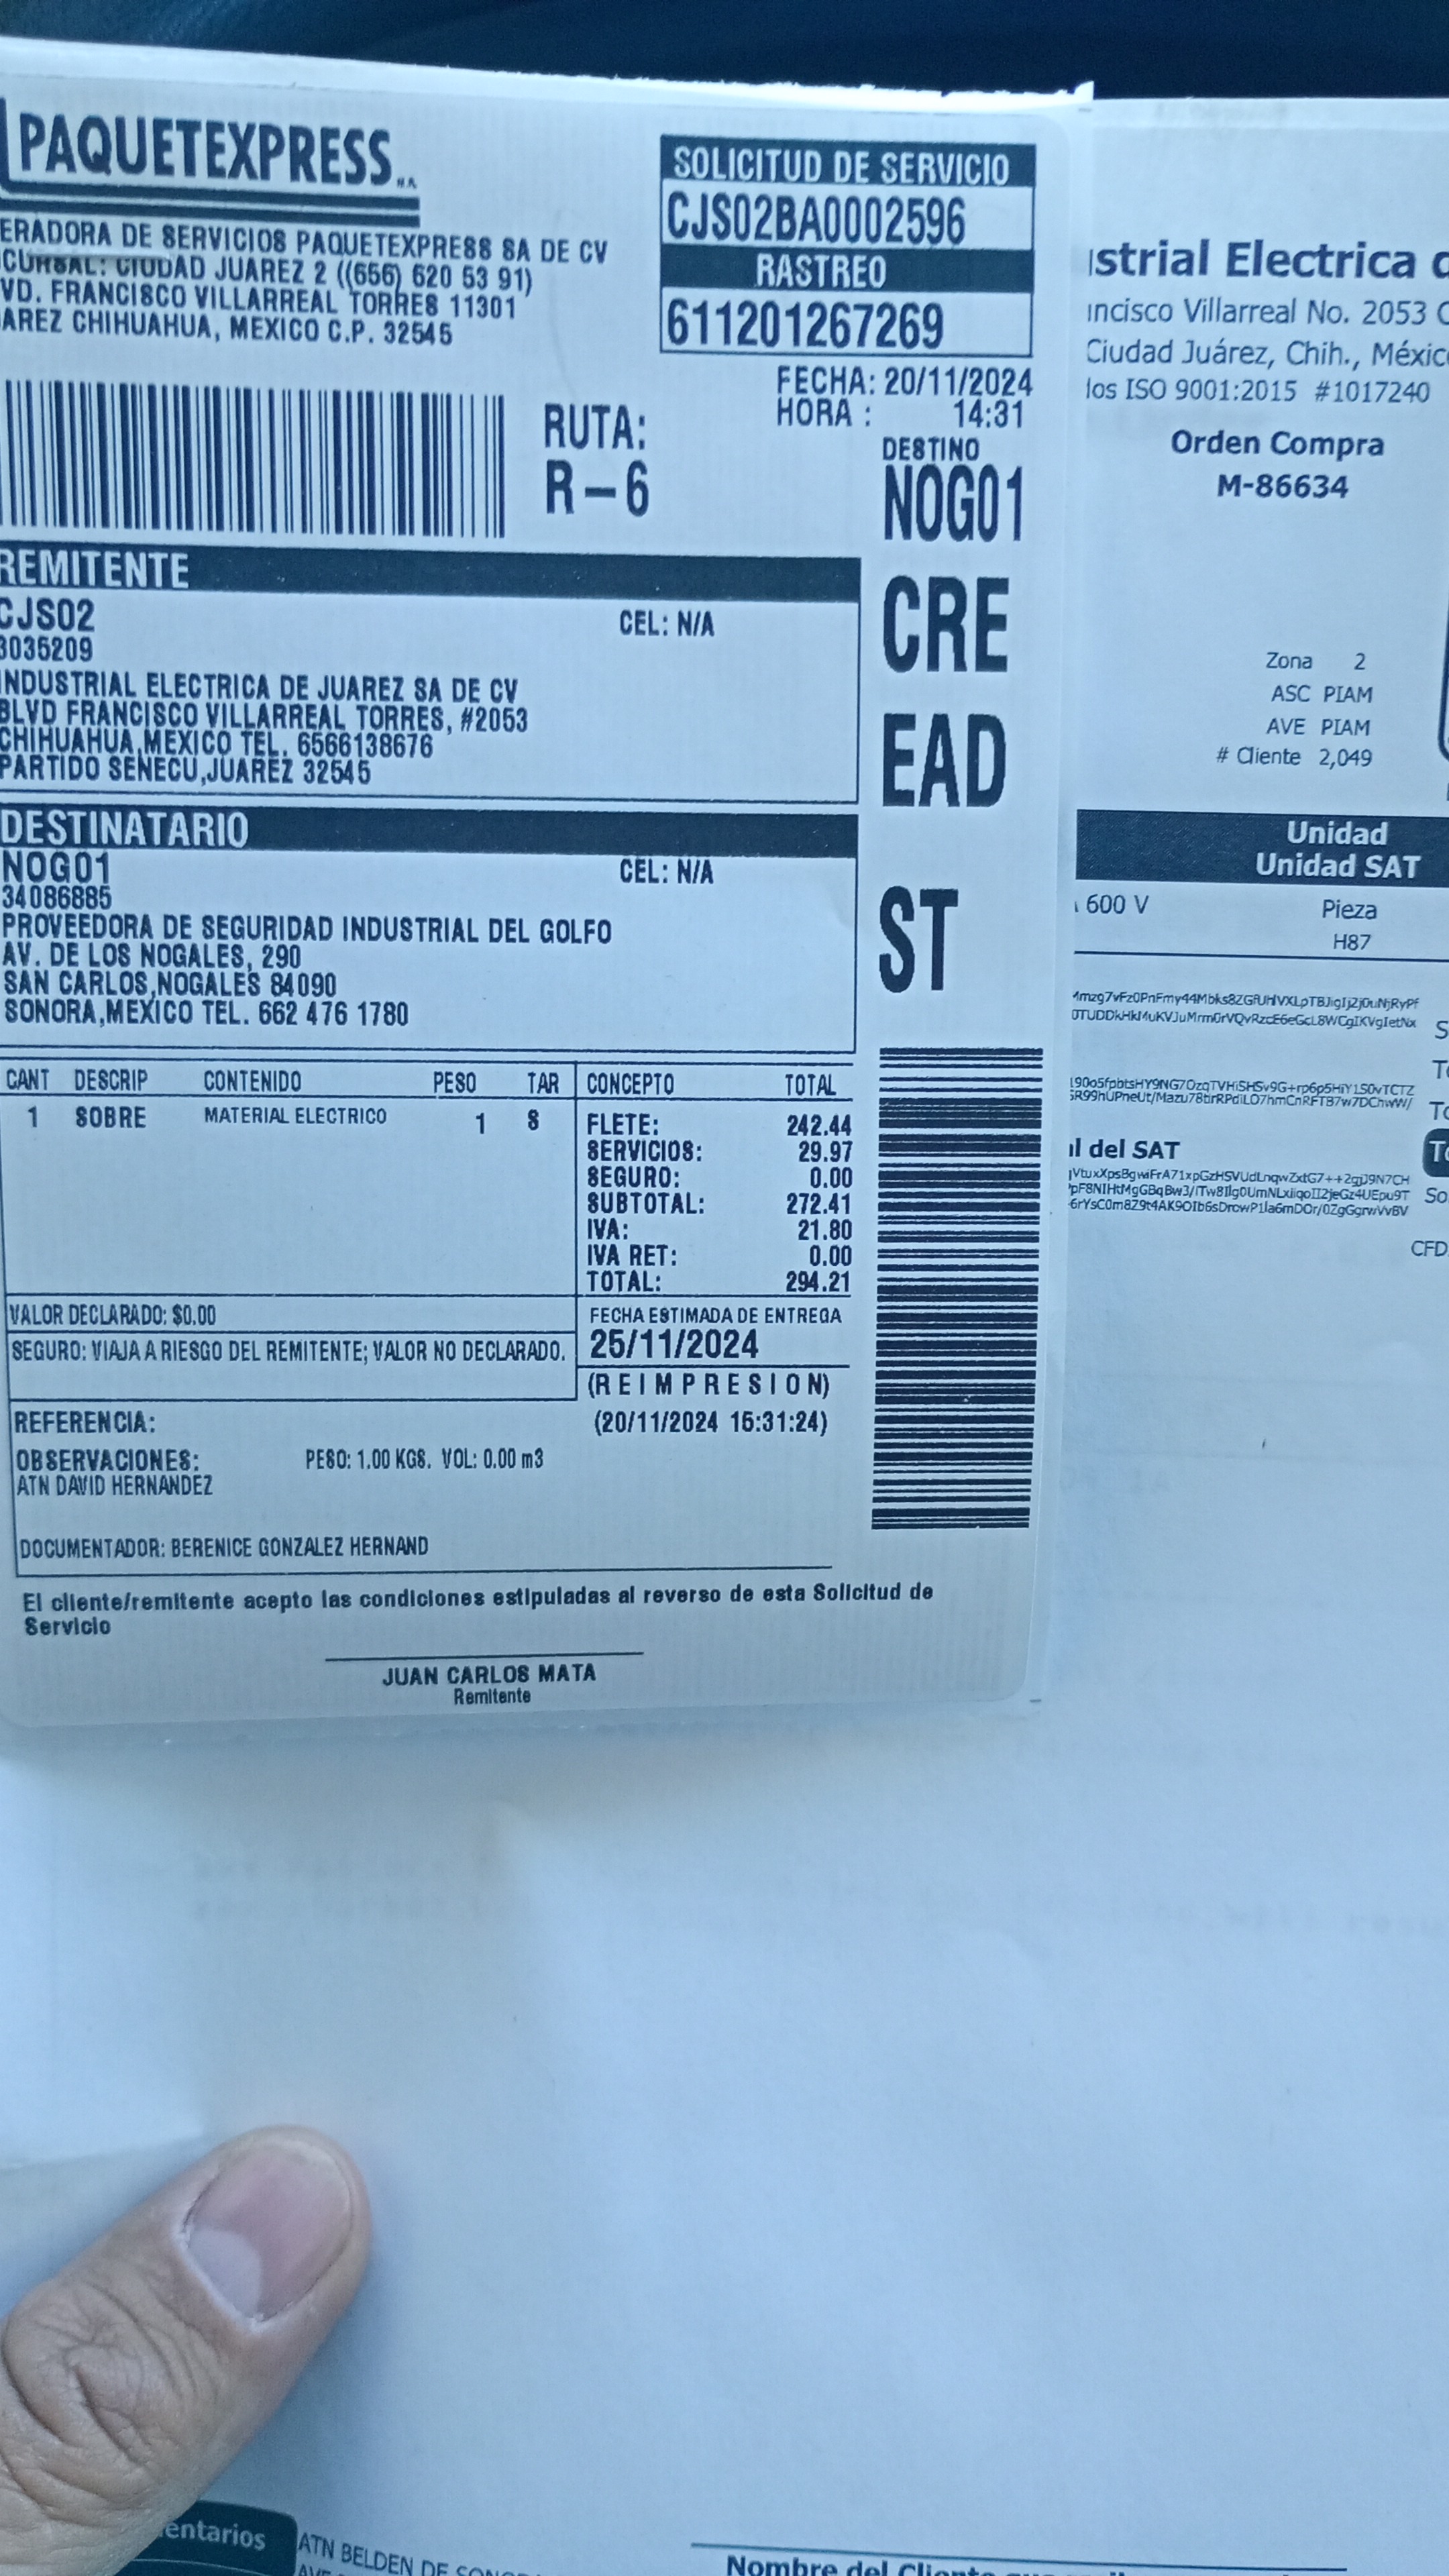 PAQUETEXPRESS
ERADORA DE SERVICIOS PAQUETEXPRESS SA DE CV
CURSAL: CIUDAD JUAREZ 2 ((656) 620 53 91)
VD. FRANCISCO VILLARREAL TORRES 11301
AREZ CHIHUAHUA, MEXICO C.P. 32545
SOLICITUD DE SERVICIO
CJS02BA0002596
RASTREO
611201267269
FECHA: 20/11/2024
HORA : 14:31
RUTA:
R-6
DESTINO
NOG01
CRE
EAD
ST
REMITENTE
CJS02
CEL: N/A
3035209
INDUSTRIAL ELECTRICA DE JUAREZ SA DE CV
BLVD FRANCISCO VILLARREAL TORRES, #2053
CHIHUAHUA,MEXICO TEL. 6566138676
PARTIDO SENECU,JUAREZ 32545
DESTINATARIO
NOG01
CEL: N/A
34086885
PROVEEDORA DE SEGURIDAD INDUSTRIAL DEL GOLFO
AV. DE LOS NOGALES, 290
SAN CARLOS,NOGALES 84090
SONORA,MEXICO TEL. 662 476 1780
CANT DESCRIP CONTENIDO PESO TAR
1 SOBRE MATERIAL ELECTRICO 1 S
CONCEPTO TOTAL
FLETE: 242.44
SERVICIOS: 29.97
SEGURO: 0.00
SUBTOTAL: 272.41
IVA: 21.80
IVA RET: 0.00
TOTAL: 294.21
VALOR DECLARADO: $0.00
SEGURO: VIAJA A RIESGO DEL REMITENTE; VALOR NO DECLARADO.
FECHA ESTIMADA DE ENTREGA
25/11/2024
(REIMPRESION)
(20/11/2024 15:31:24)
REFERENCIA:
OBSERVACIONES: PESO: 1.00 KGS. VOL: 0.00 m3
ATN DAVID HERNANDEZ
DOCUMENTADOR: BERENICE GONZALEZ HERNAND
El cliente/remitente acepto las condiciones estipuladas al reverso de esta Solicitud de
Servicio
JUAN CARLOS MATA
Remitente
strial Electrica d
ncisco Villarreal No. 2053
Ciudad Juárez, Chih., Méxic
los ISO 9001:2015 #1017240
Orden Compra
M-86634
Zona 2
ASC PIAM
AVE PIAM
# Cliente 2,049
Unidad
Unidad SAT
600 V Pieza
H87
l del SAT
So
CFD
entarios
ATN BELDEN DE
Nombre del